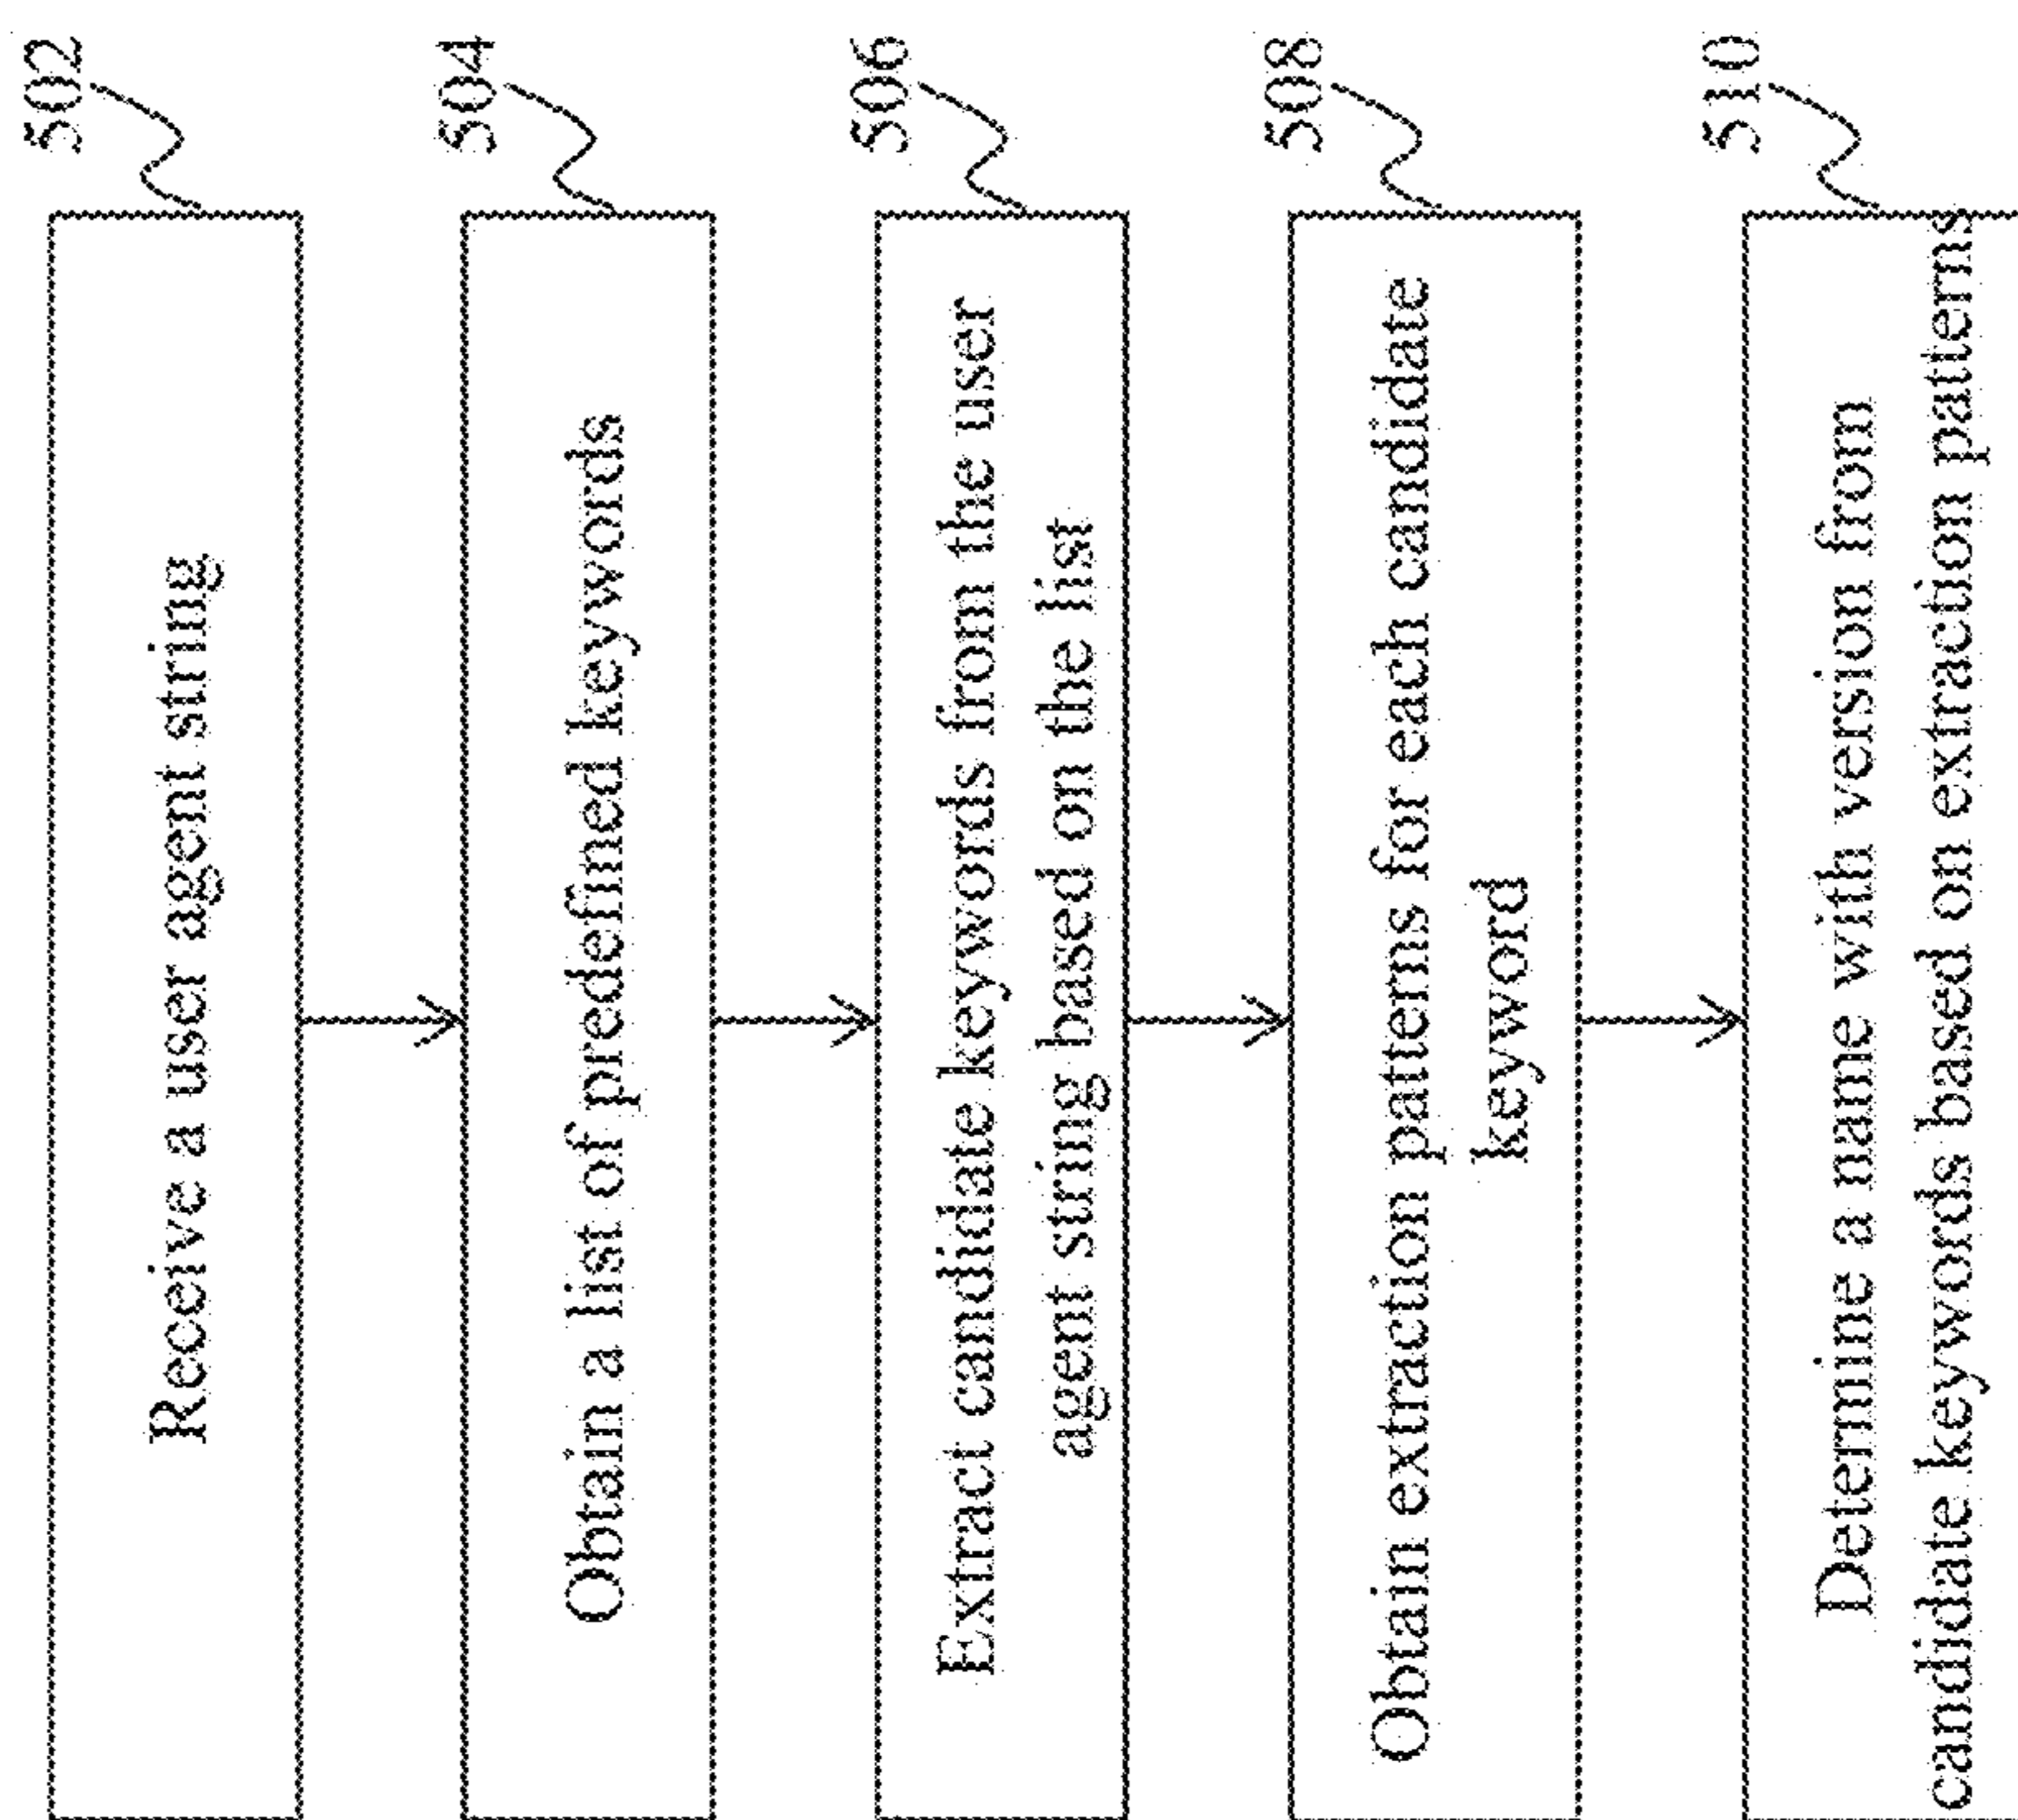 502
Receive a user agent string
504
Obtain a list of predefined keywords
506
Extract candidate keywords from the user
agent string based on the list
508
Obtain extraction patterns for each candidate
keyword
510
Determine a name with version from
candidate keywords based on extraction patterns